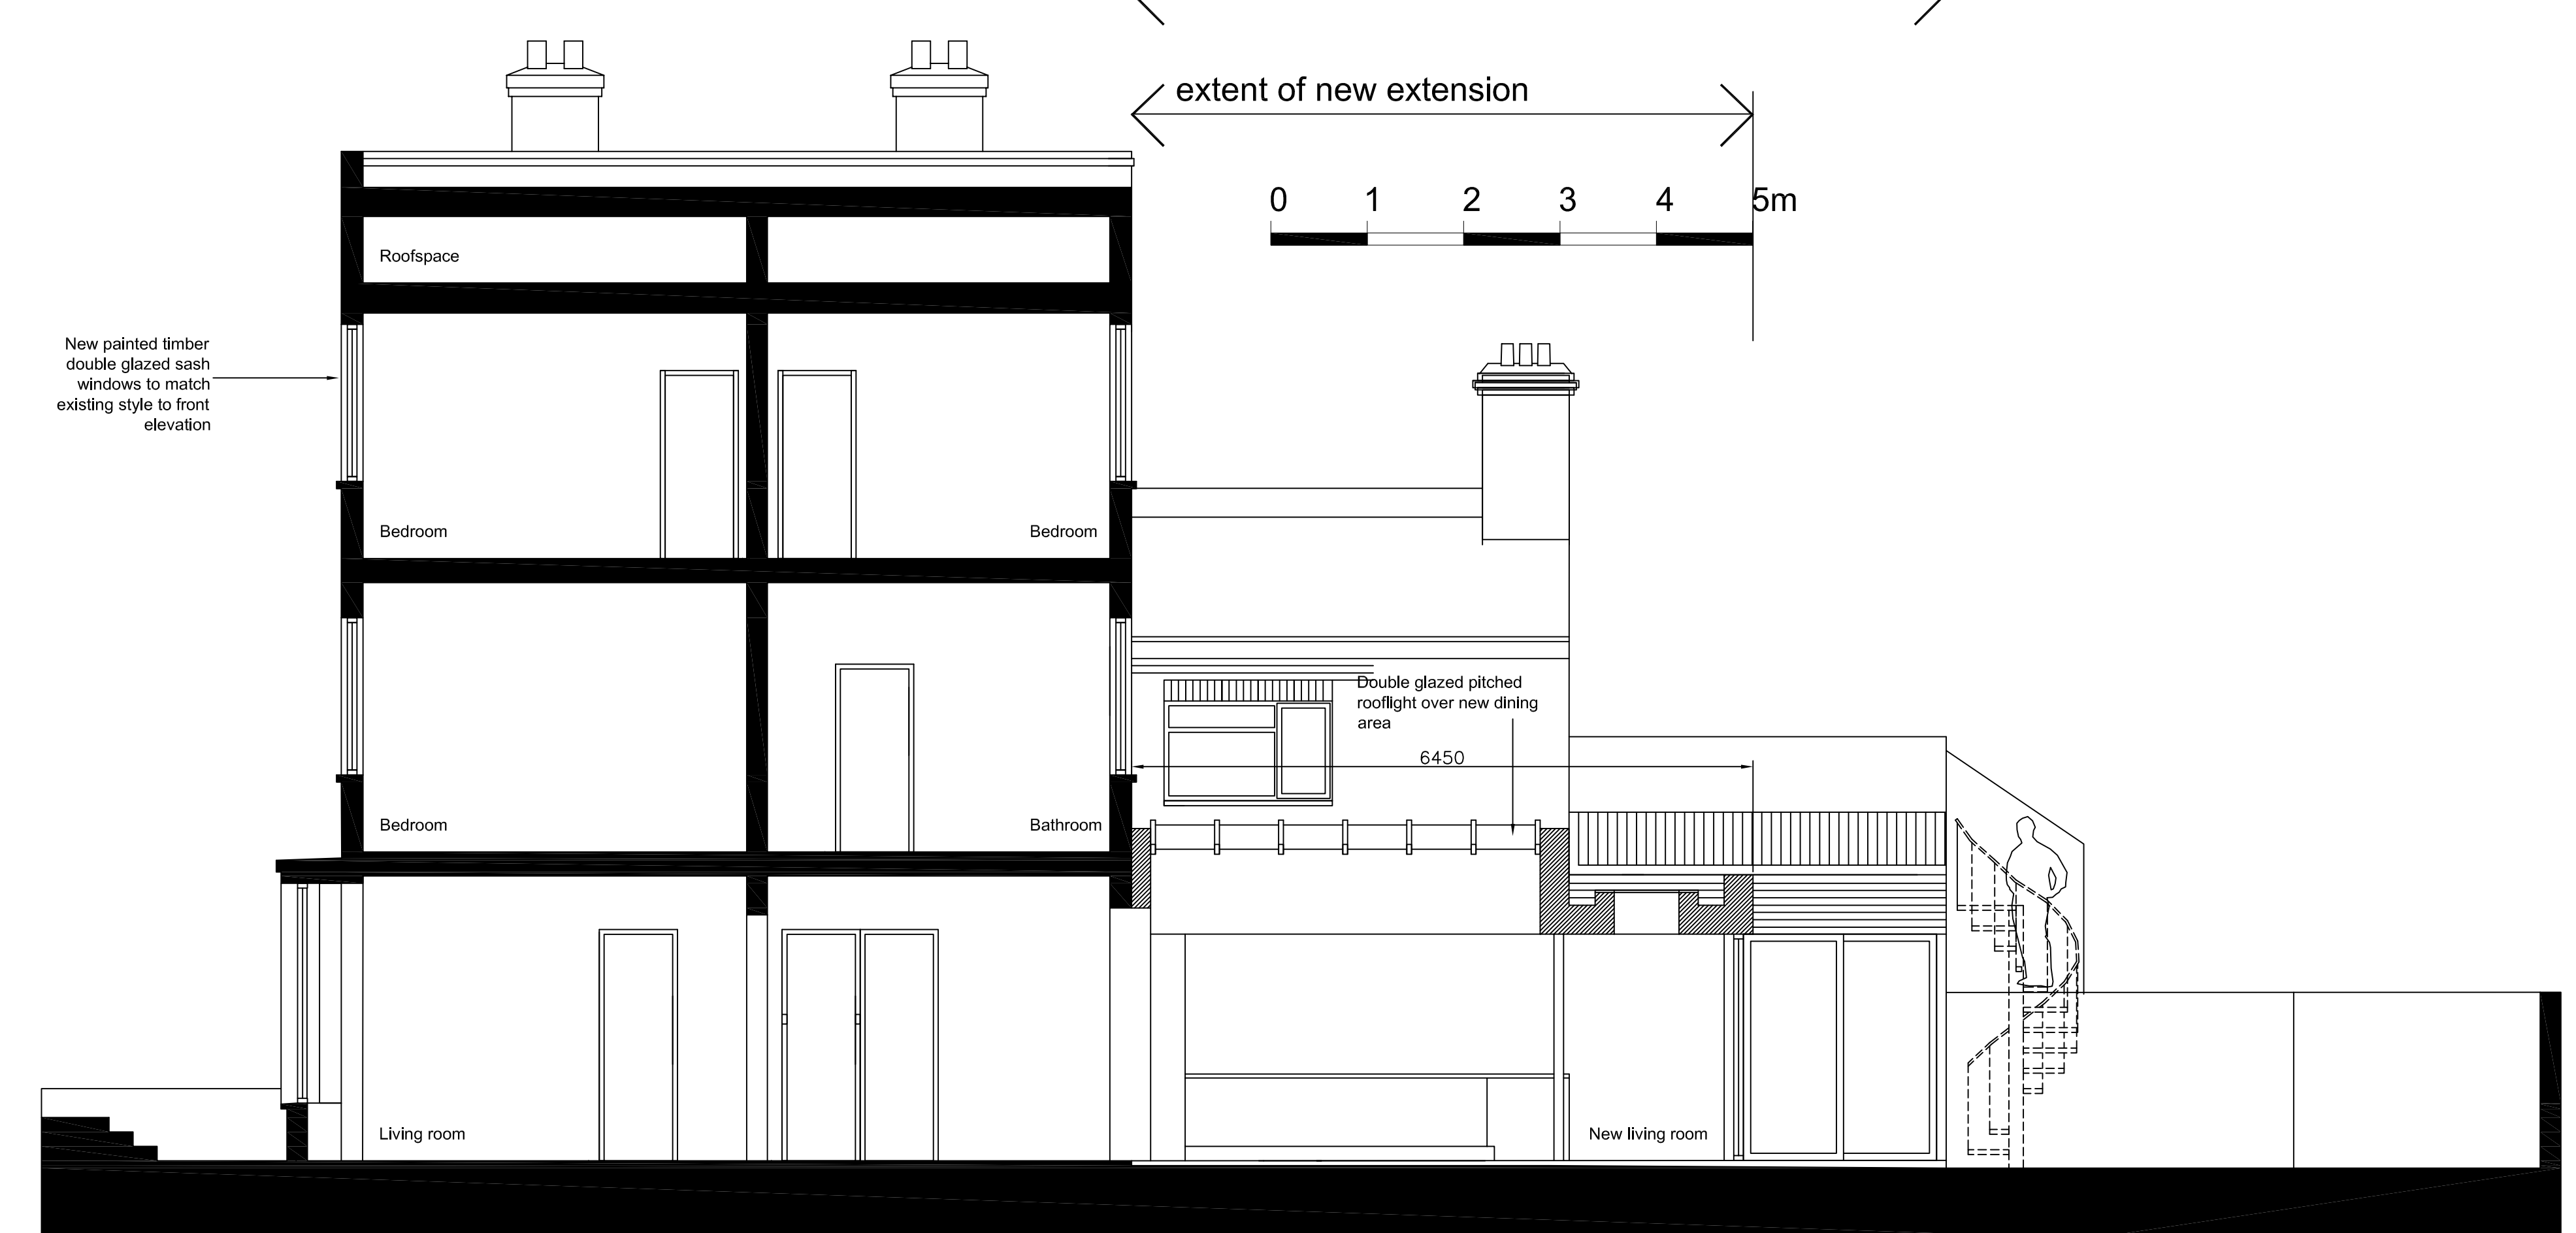 extent of new extension
0 1 2 3 4 5m
Roofspace
New painted timber
double glazed sash
windows to match
existing style to front
elevation
Bedroom
Bedroom
Double glazed pitched
rooflight over new dining
area
6450
Bedroom
Bathroom
Living room
New living room